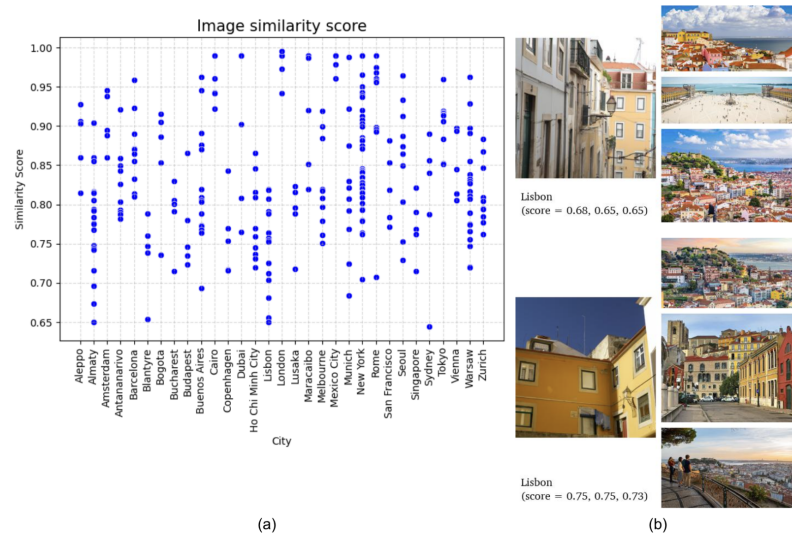 Image similarity score
Similarity Score
1.00
0.95
0.90
0.85
0.80
0.75
0.70
0.65
Aleppo
Almaty
Amsterdam
Antananarivo
Barcelona
Blantyre
Bogota
Bucharest
Budapest
Buenos Aires
Cairo
Copenhagen
Dubai
Ho Chi Minh City
Lisbon
London
Lusaka
Maracaibo
Melbourne
Mexico City
Munich
New York
Rome
San Francisco
Seoul
Singapore
Sydney
Tokyo
Vienna
Warsaw
Zurich
City
(a)
Lisbon
(score = 0.68, 0.65, 0.65)
Lisbon
(score = 0.75, 0.75, 0.73)
(b)